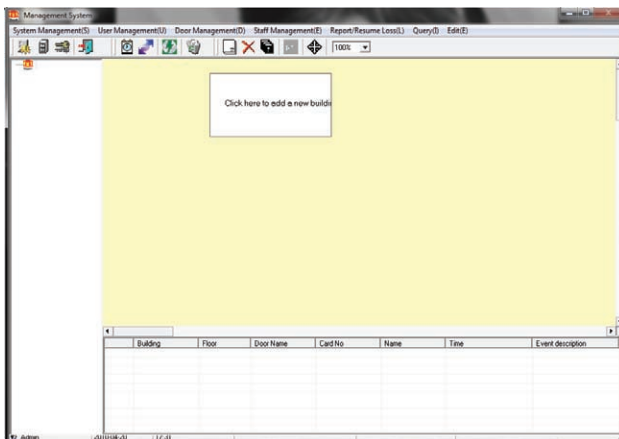 Management System
System Management(S) User Management(U) Door Management(D) Staff Management(E) Report/Resume Loss(L) Query(I) Edit(E)
100%
Click here to add a new buildin
Building Floor Door Name Card No Name Time Event description
Admin